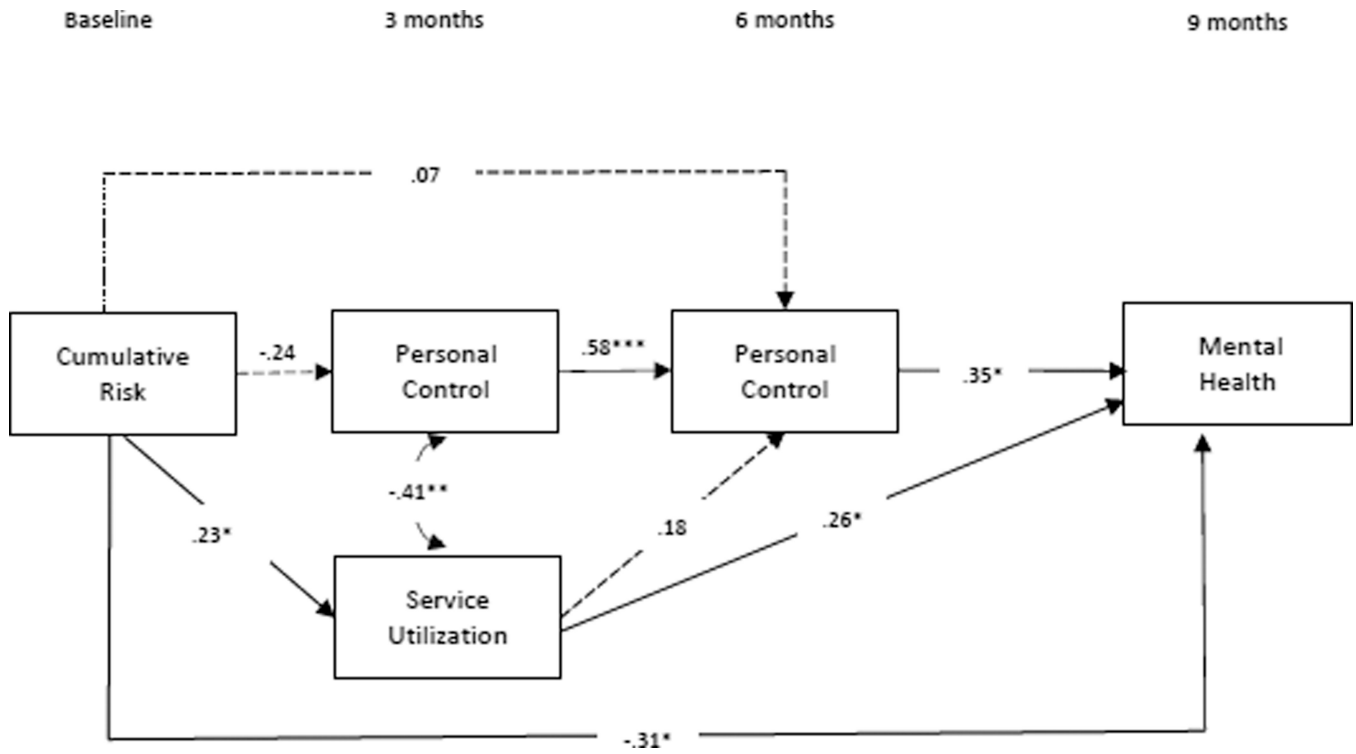 Baseline
3 months
6 months
9 months
.07
Cumulative
Risk
-.24
Personal
Control
.58***
Personal
Control
.35*
Mental
Health
-.41**
.23*
.18
.26*
Service
Utilization
-.31*